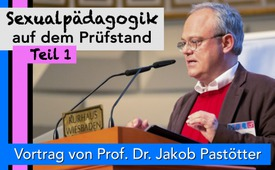 Sexualpädagogik
auf dem Prüfstand
Teil 1
KURHAUS
WIESBADEN
Vortrag von Prof. Dr. Jakob Pastötter